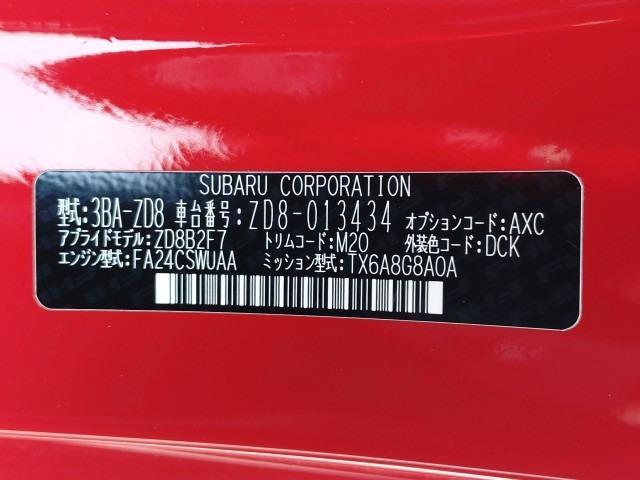 SUBARU CORPORATION
型式:3BA-ZD8 車台番号:ZD8-013434 オプションコード:AXC
アプライドモデル:ZD8B2F7 トリムコード:M20 外装色コード:DCK
エンジン型式:FA24CSWUAA ミッション型式:TX6A8G8A0A